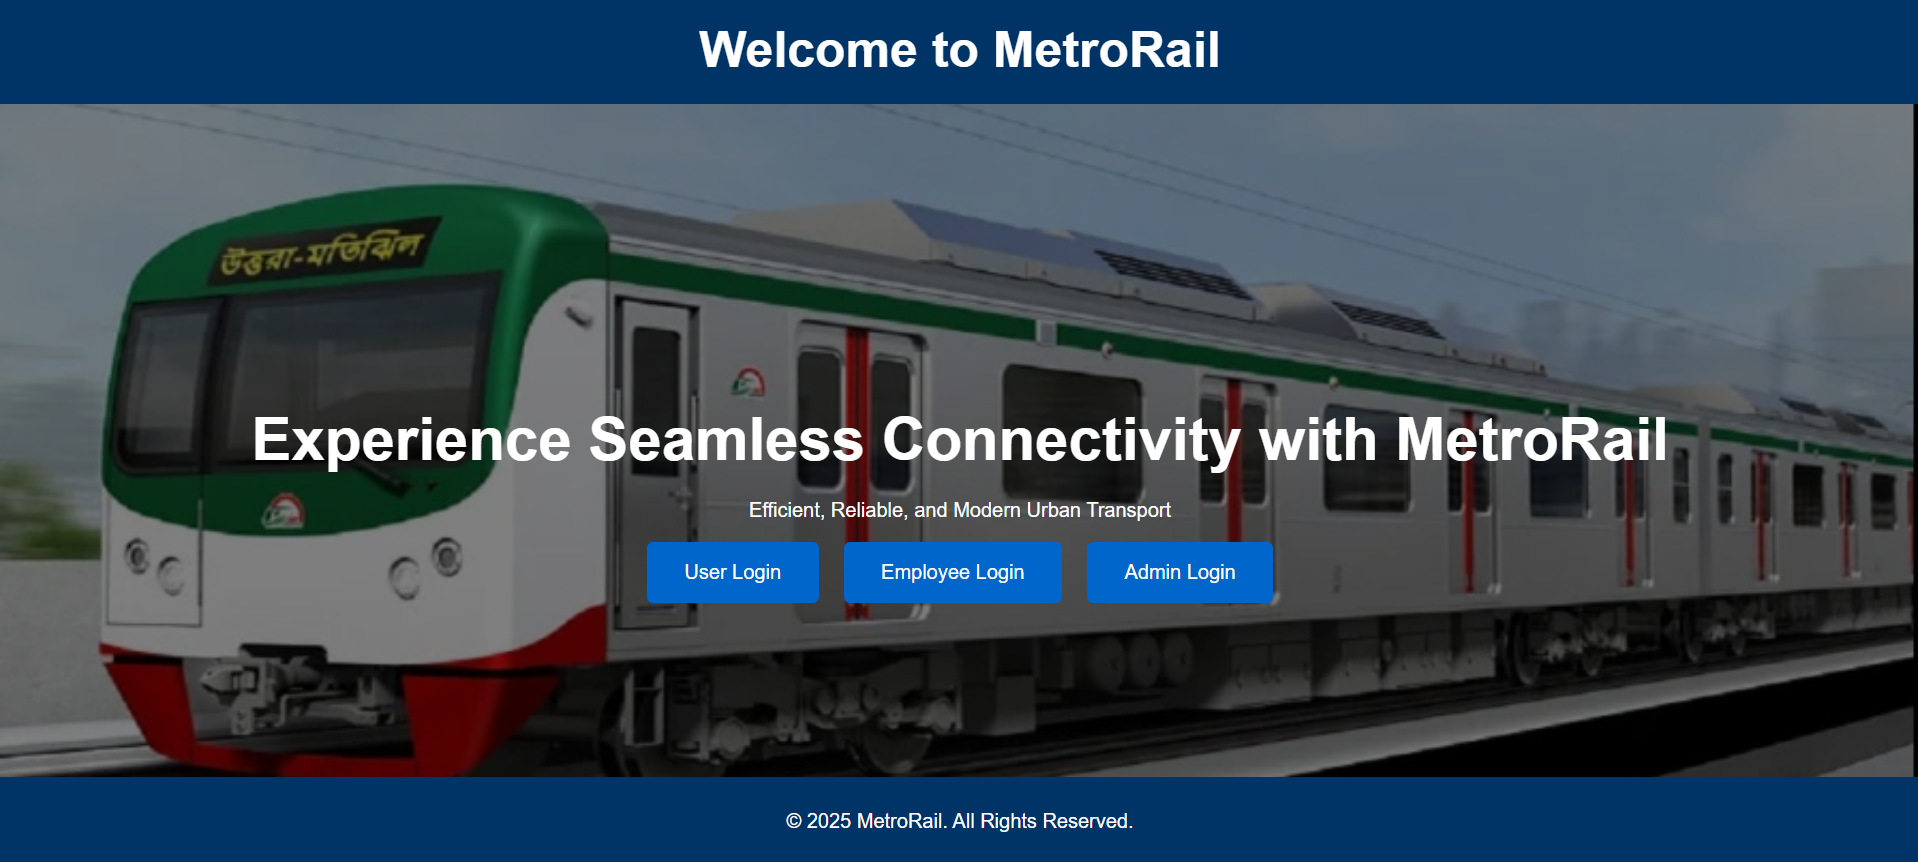 Welcome to MetroRail
উত্তরা-মতিঝিল
Experience Seamless Connectivity with MetroRail
Efficient, Reliable, and Modern Urban Transport
User Login
Employee Login
Admin Login
© 2025 MetroRail. All Rights Reserved.